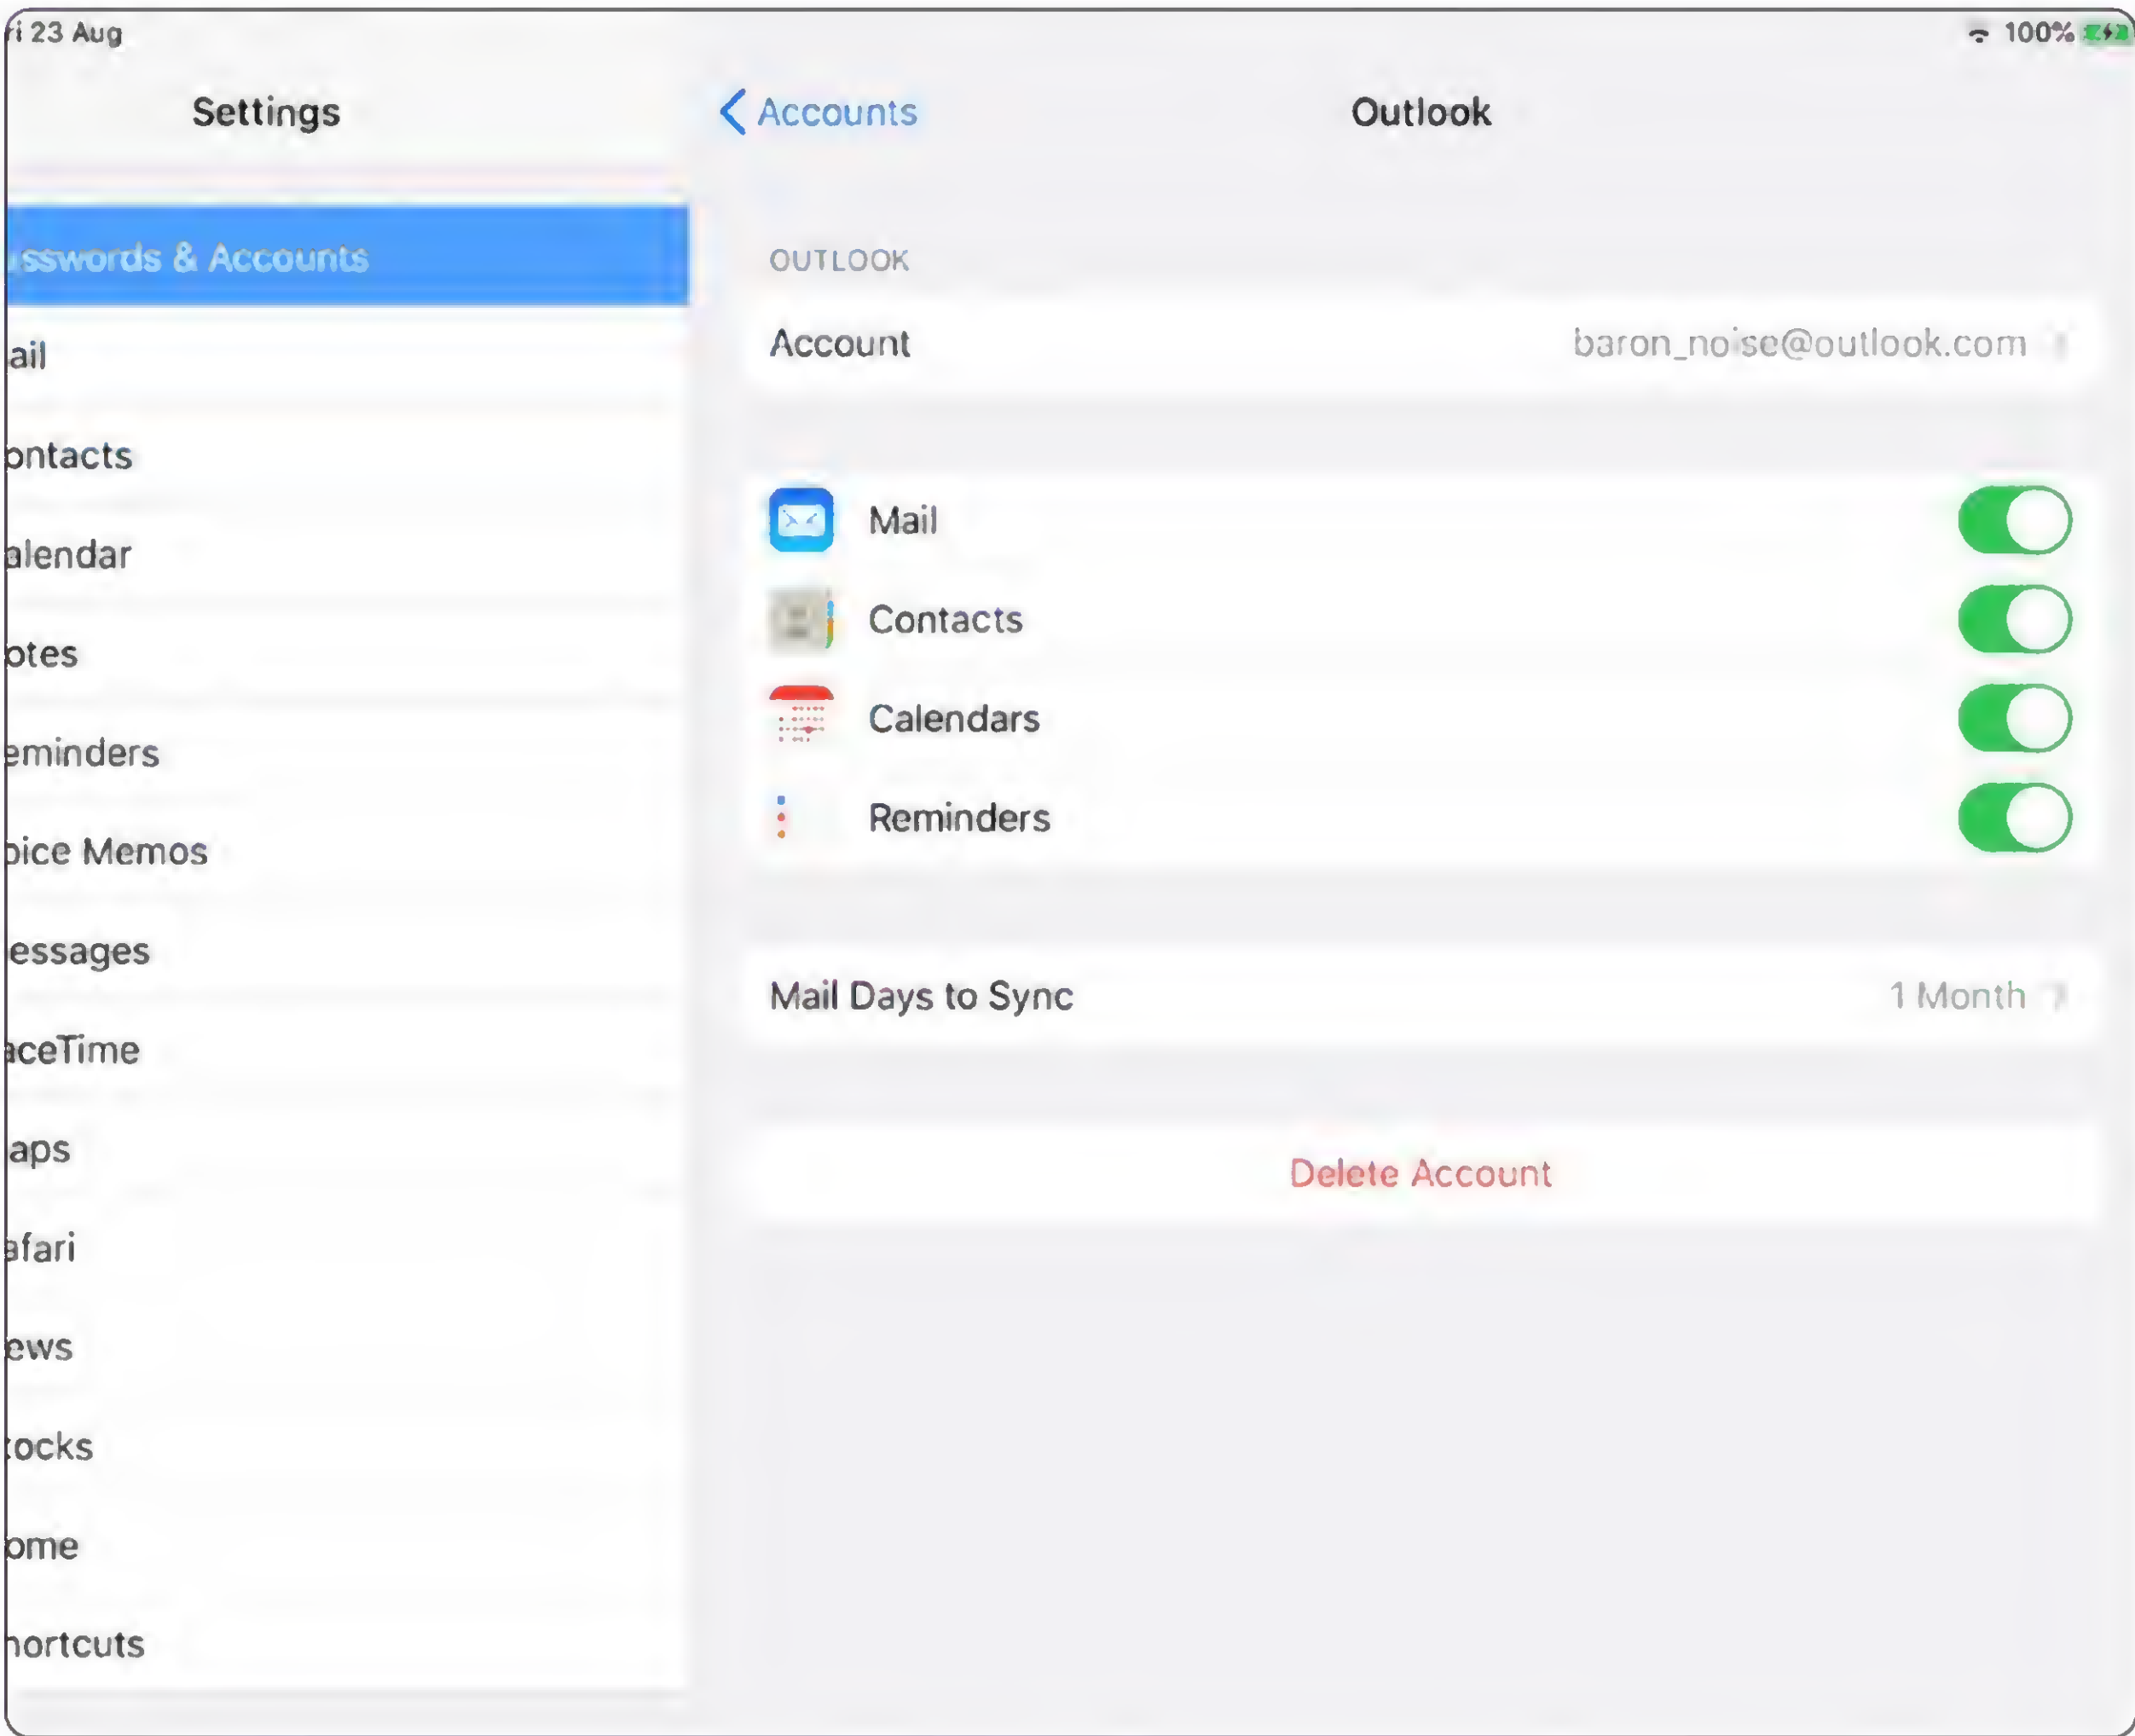 ri 23 Aug
100%
Settings
sswords & Accounts
ail
ontacts
alendar
otes
eminders
oice Memos
essages
aceTime
aps
afari
ews
tocks
ome
hortcuts
Accounts
Outlook
OUTLOOK
Account baron_noise@outlook.com
Mail
Contacts
Calendars
Reminders
Mail Days to Sync 1 Month
Delete Account